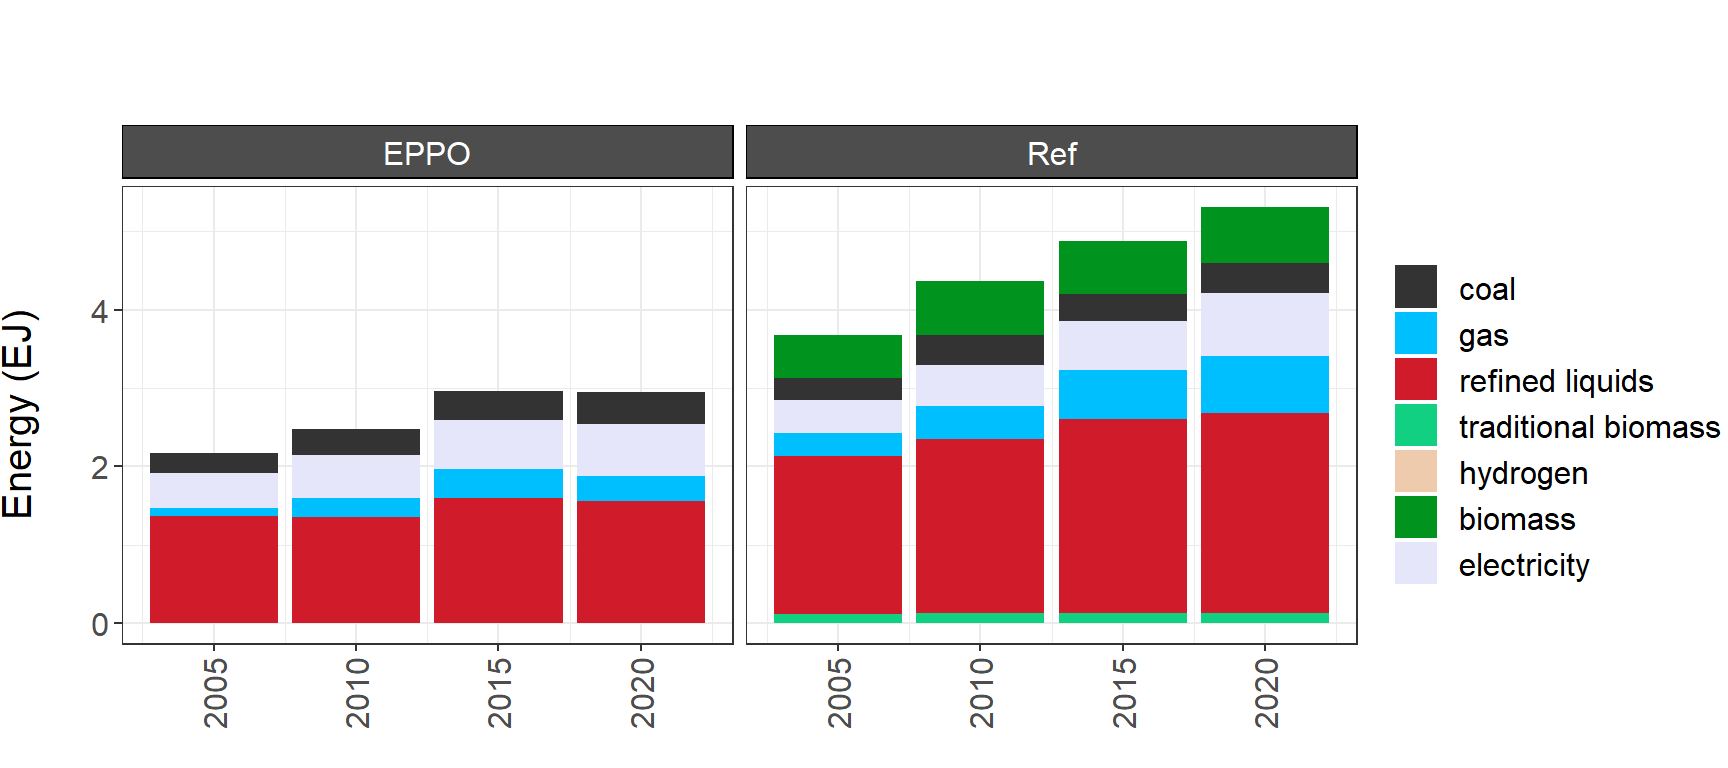 EPPO
Ref
Energy (EJ)
4
2
0
2005
2010
2015
2020
2005
2010
2015
2020
coal
gas
refined liquids
traditional biomass
hydrogen
biomass
electricity